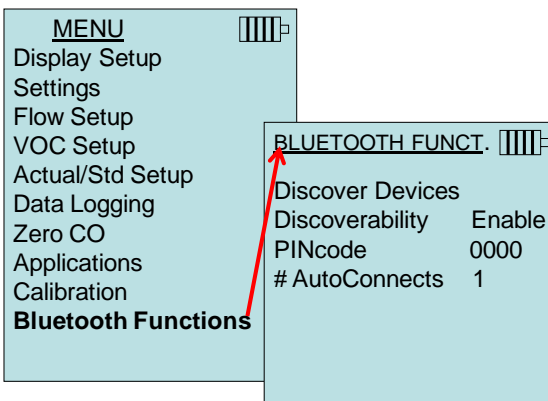 MENU
Display Setup
Settings
Flow Setup
VOC Setup
Actual/Std Setup
Data Logging
Zero CO
Applications
Calibration
Bluetooth Functions
BLUETOOTH FUNCT.
Discover Devices
Discoverability Enable
PINcode 0000
# AutoConnects 1